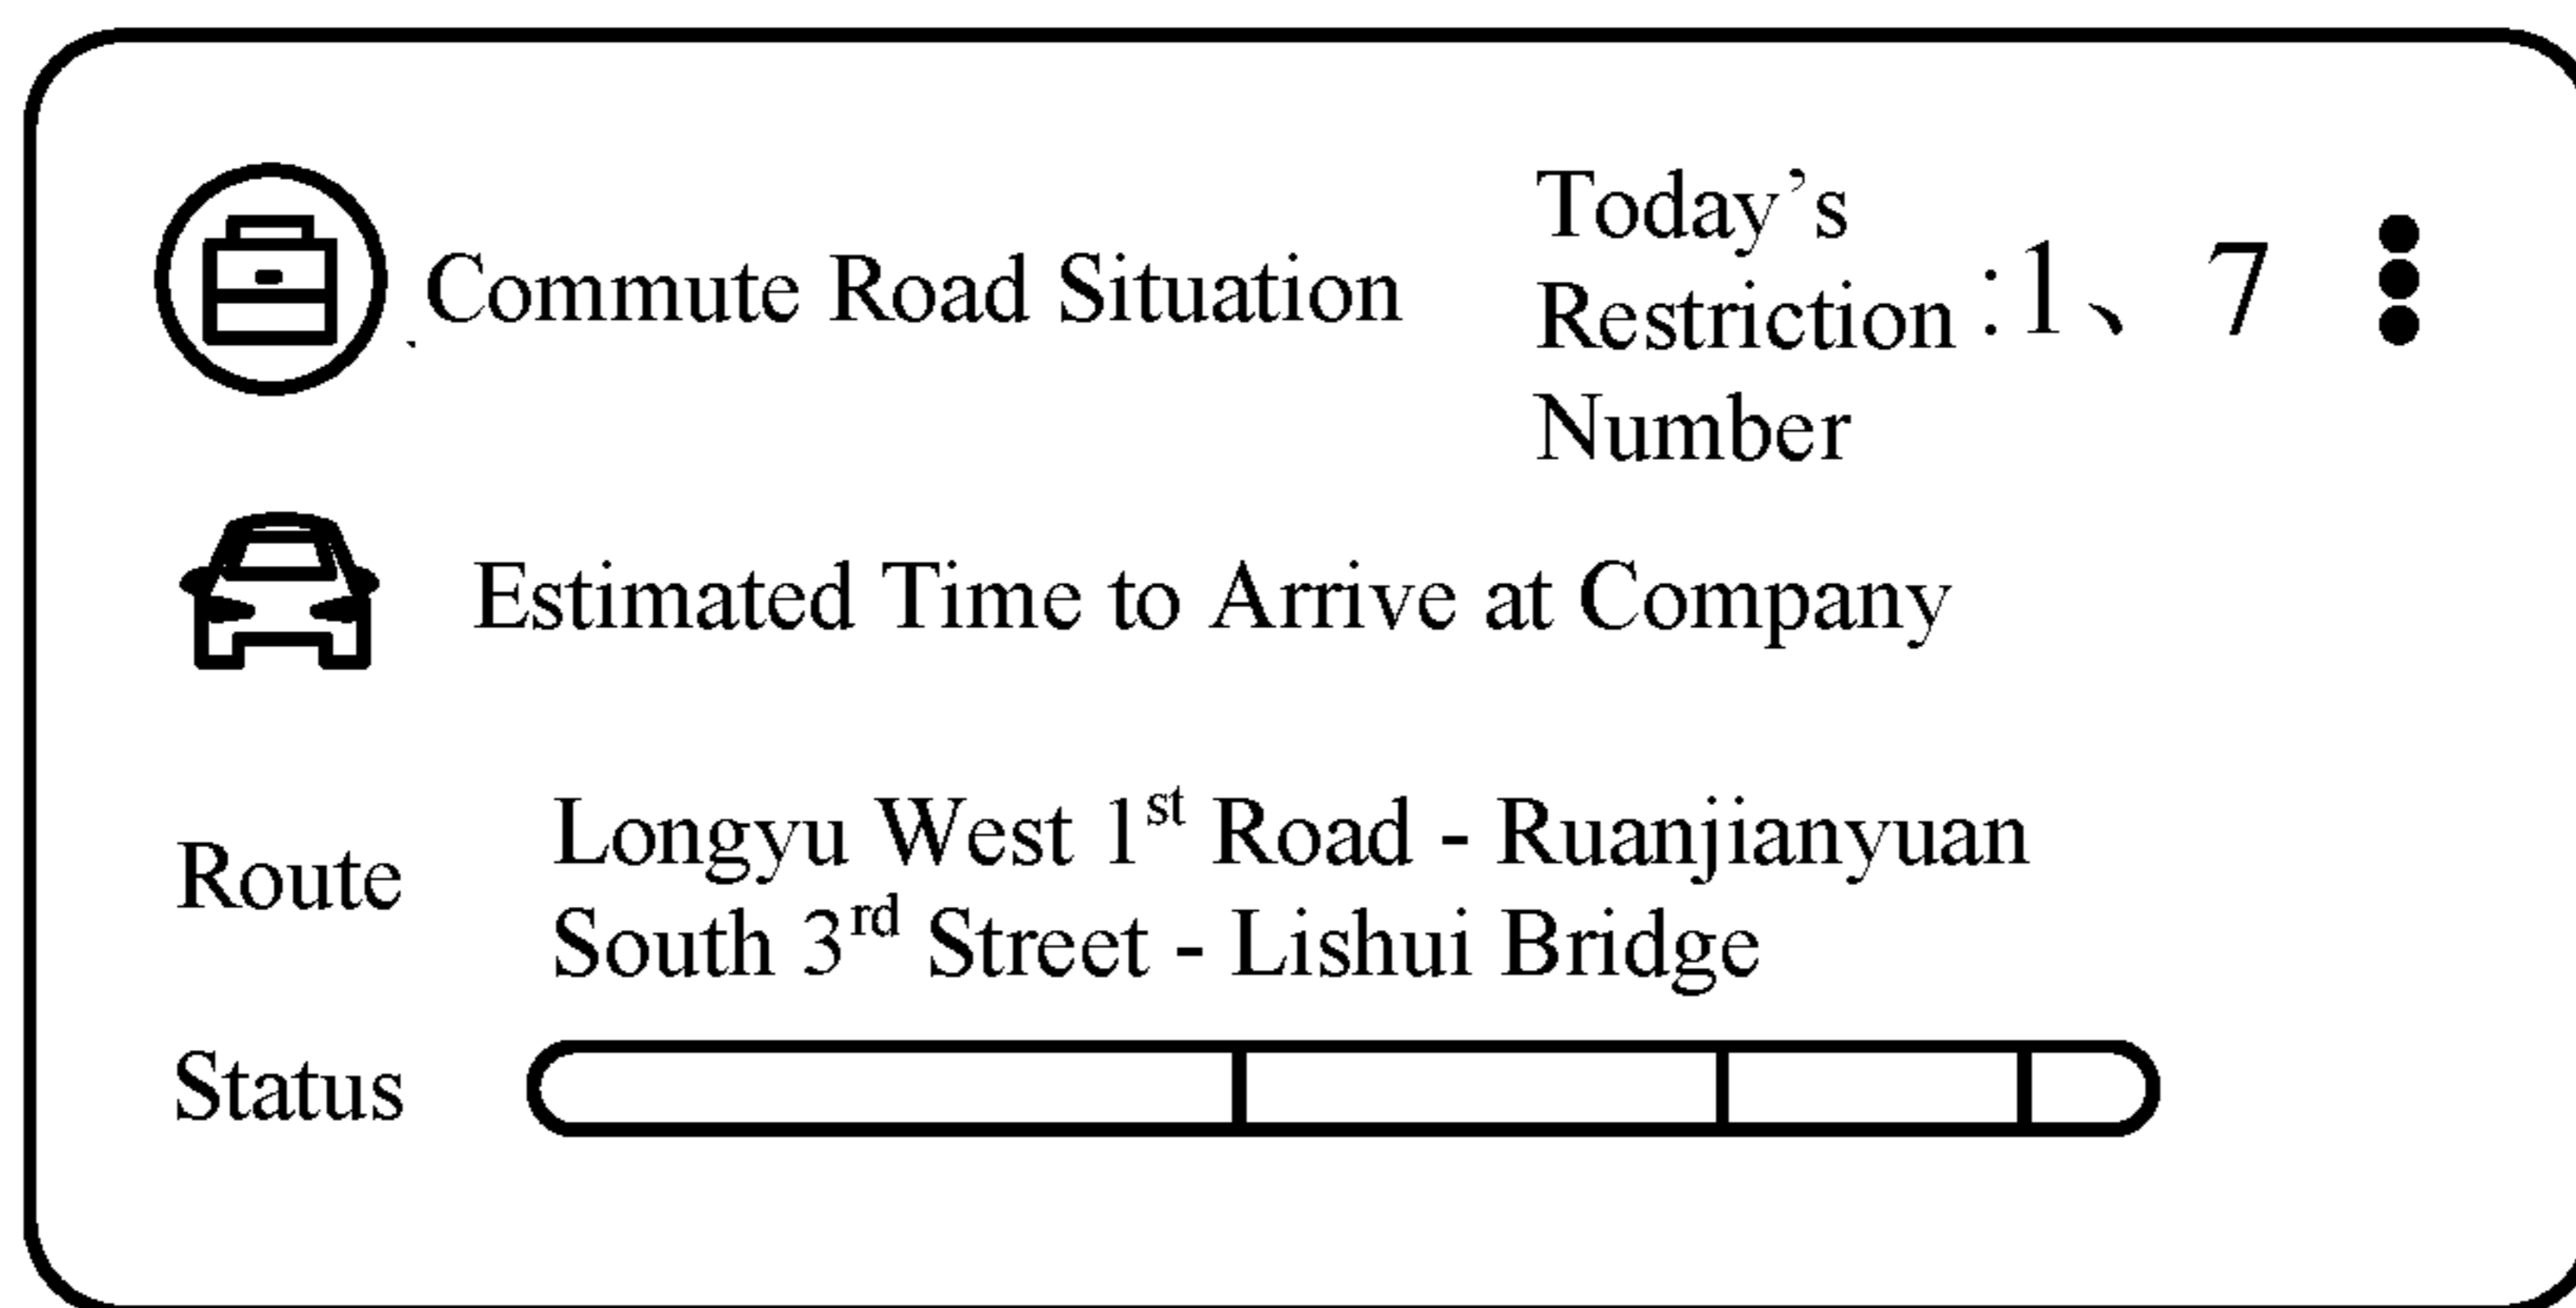 Commute Road Situation
Today’s
Restriction :1、7
Number
Estimated Time to Arrive at Company
Route
Longyu West 1st Road - Ruanjianyuan
South 3rd Street - Lishui Bridge
Status